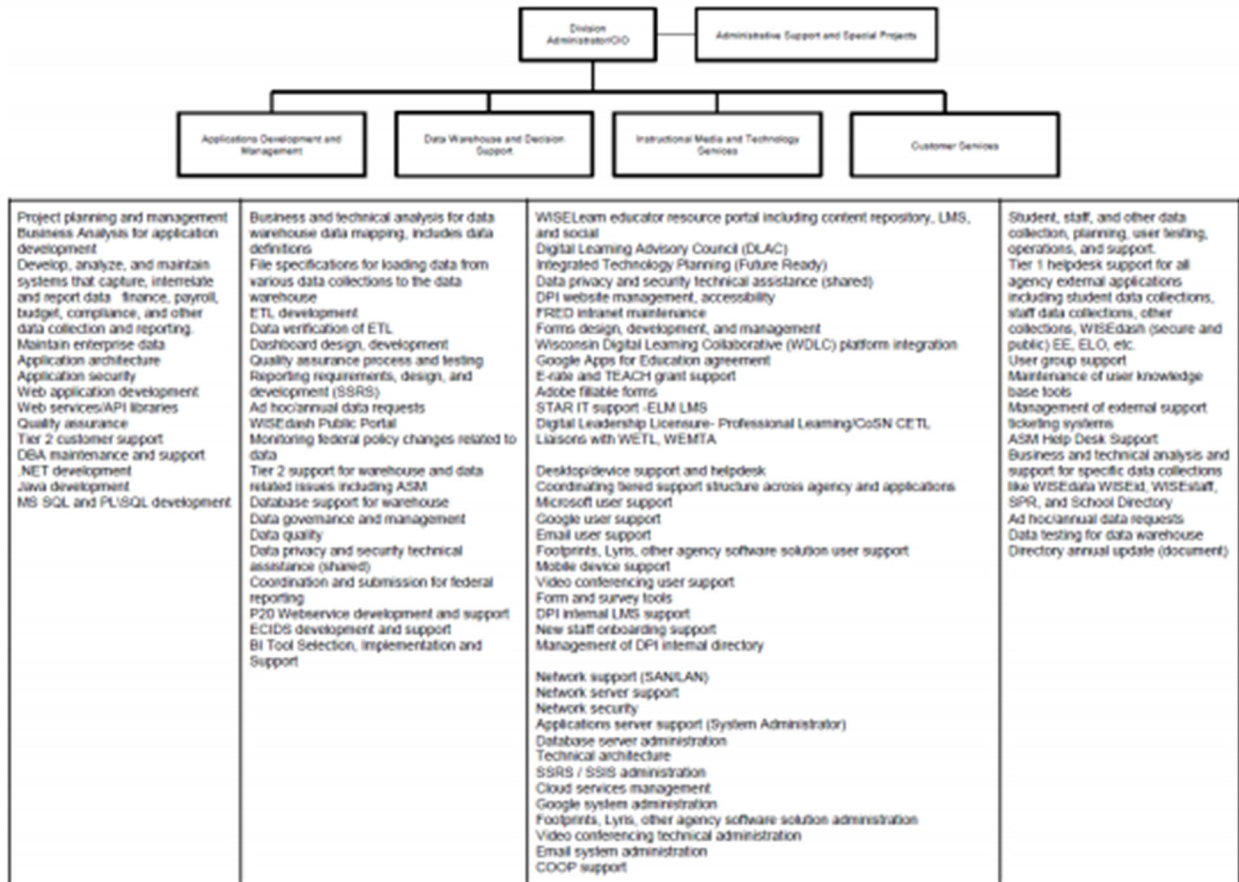 Division
Administrator/CIO
Administrative Support and Special Projects
Applications Development and
Management
Data Warehouse and Decision
Support
Instructional Media and Technology
Services
Customer Services
Project planning and management
Business Analysis for application
development
Develop, analyze, and maintain
systems that capture, interrelate
and report data  finance, payroll,
budget, compliance, and other
data collection and reporting.
Maintain enterprise data
Application architecture
Application security
Web application development
Web services/API libraries
Quality assurance
Tier 2 customer support
DBA maintenance and support
.NET development
Java development
MS SQL and PL\SQL development
Business and technical analysis for data
warehouse data mapping, includes data
definitions
File specifications for loading data from
various data collections to the data
warehouse
ETL development
Data verification of ETL
Dashboard design, development
Quality assurance process and testing
Reporting requirements, design, and
development (SSRS)
Ad hoc/annual data requests
WISEdash Public Portal
Monitoring federal policy changes related to
data
Tier 2 support for warehouse and data
related issues including ASM
Database support for warehouse
Data governance and management
Data quality
Data privacy and security technical
assistance (shared)
Coordination and submission for federal
reporting
P20 Webservice development and support
ECIDS development and support
BI Tool Selection, Implementation and
Support
WISELearn educator resource portal including content repository, LMS,
and social
Digital Learning Advisory Council (DLAC)
Integrated Technology Planning (Future Ready)
Data privacy and security technical assistance (shared)
DPI website management, accessibility
FRED intranet maintenance
Forms design, development, and management
Wisconsin Digital Learning Collaborative (WDLC) platform integration
Google Apps for Education agreement
E-rate and TEACH grant support
Adobe fillable forms
STAR IT support -ELM LMS
Digital Leadership Licensure- Professional Learning/CoSN CETL
Liaisons with WETL, WEMTA
Desktop/device support and helpdesk
Coordinating tiered support structure across agency and applications
Microsoft user support
Google user support
Email user support
Footprints, Lyris, other agency software solution user support
Mobile device support
Video conferencing user support
Form and survey tools
DPI internal LMS support
New staff onboarding support
Management of DPI internal directory
Network support (SAN/LAN)
Network server support
Network security
Applications server support (System Administrator)
Database server administration
Technical architecture
SSRS / SSIS administration
Cloud services management
Google system administration
Footprints, Lyris, other agency software solution administration
Video conferencing technical administration
Email system administration
COOP support
Student, staff, and other data
collection, planning, user testing,
operations, and support.
Tier 1 helpdesk support for all
agency external applications
including student data collections,
staff data collections, other
collections, WISEdash (secure and
public) EE, ELO, etc.
User group support
Maintenance of user knowledge
base tools
Management of external support
ticketing systems
ASM Help Desk Support
Business and technical analysis and
support for specific data collections
like WISEdata WISEid, WISEstaff,
SPR, and School Directory
Ad hoc/annual data requests
Data testing for data warehouse
Directory annual update (document)